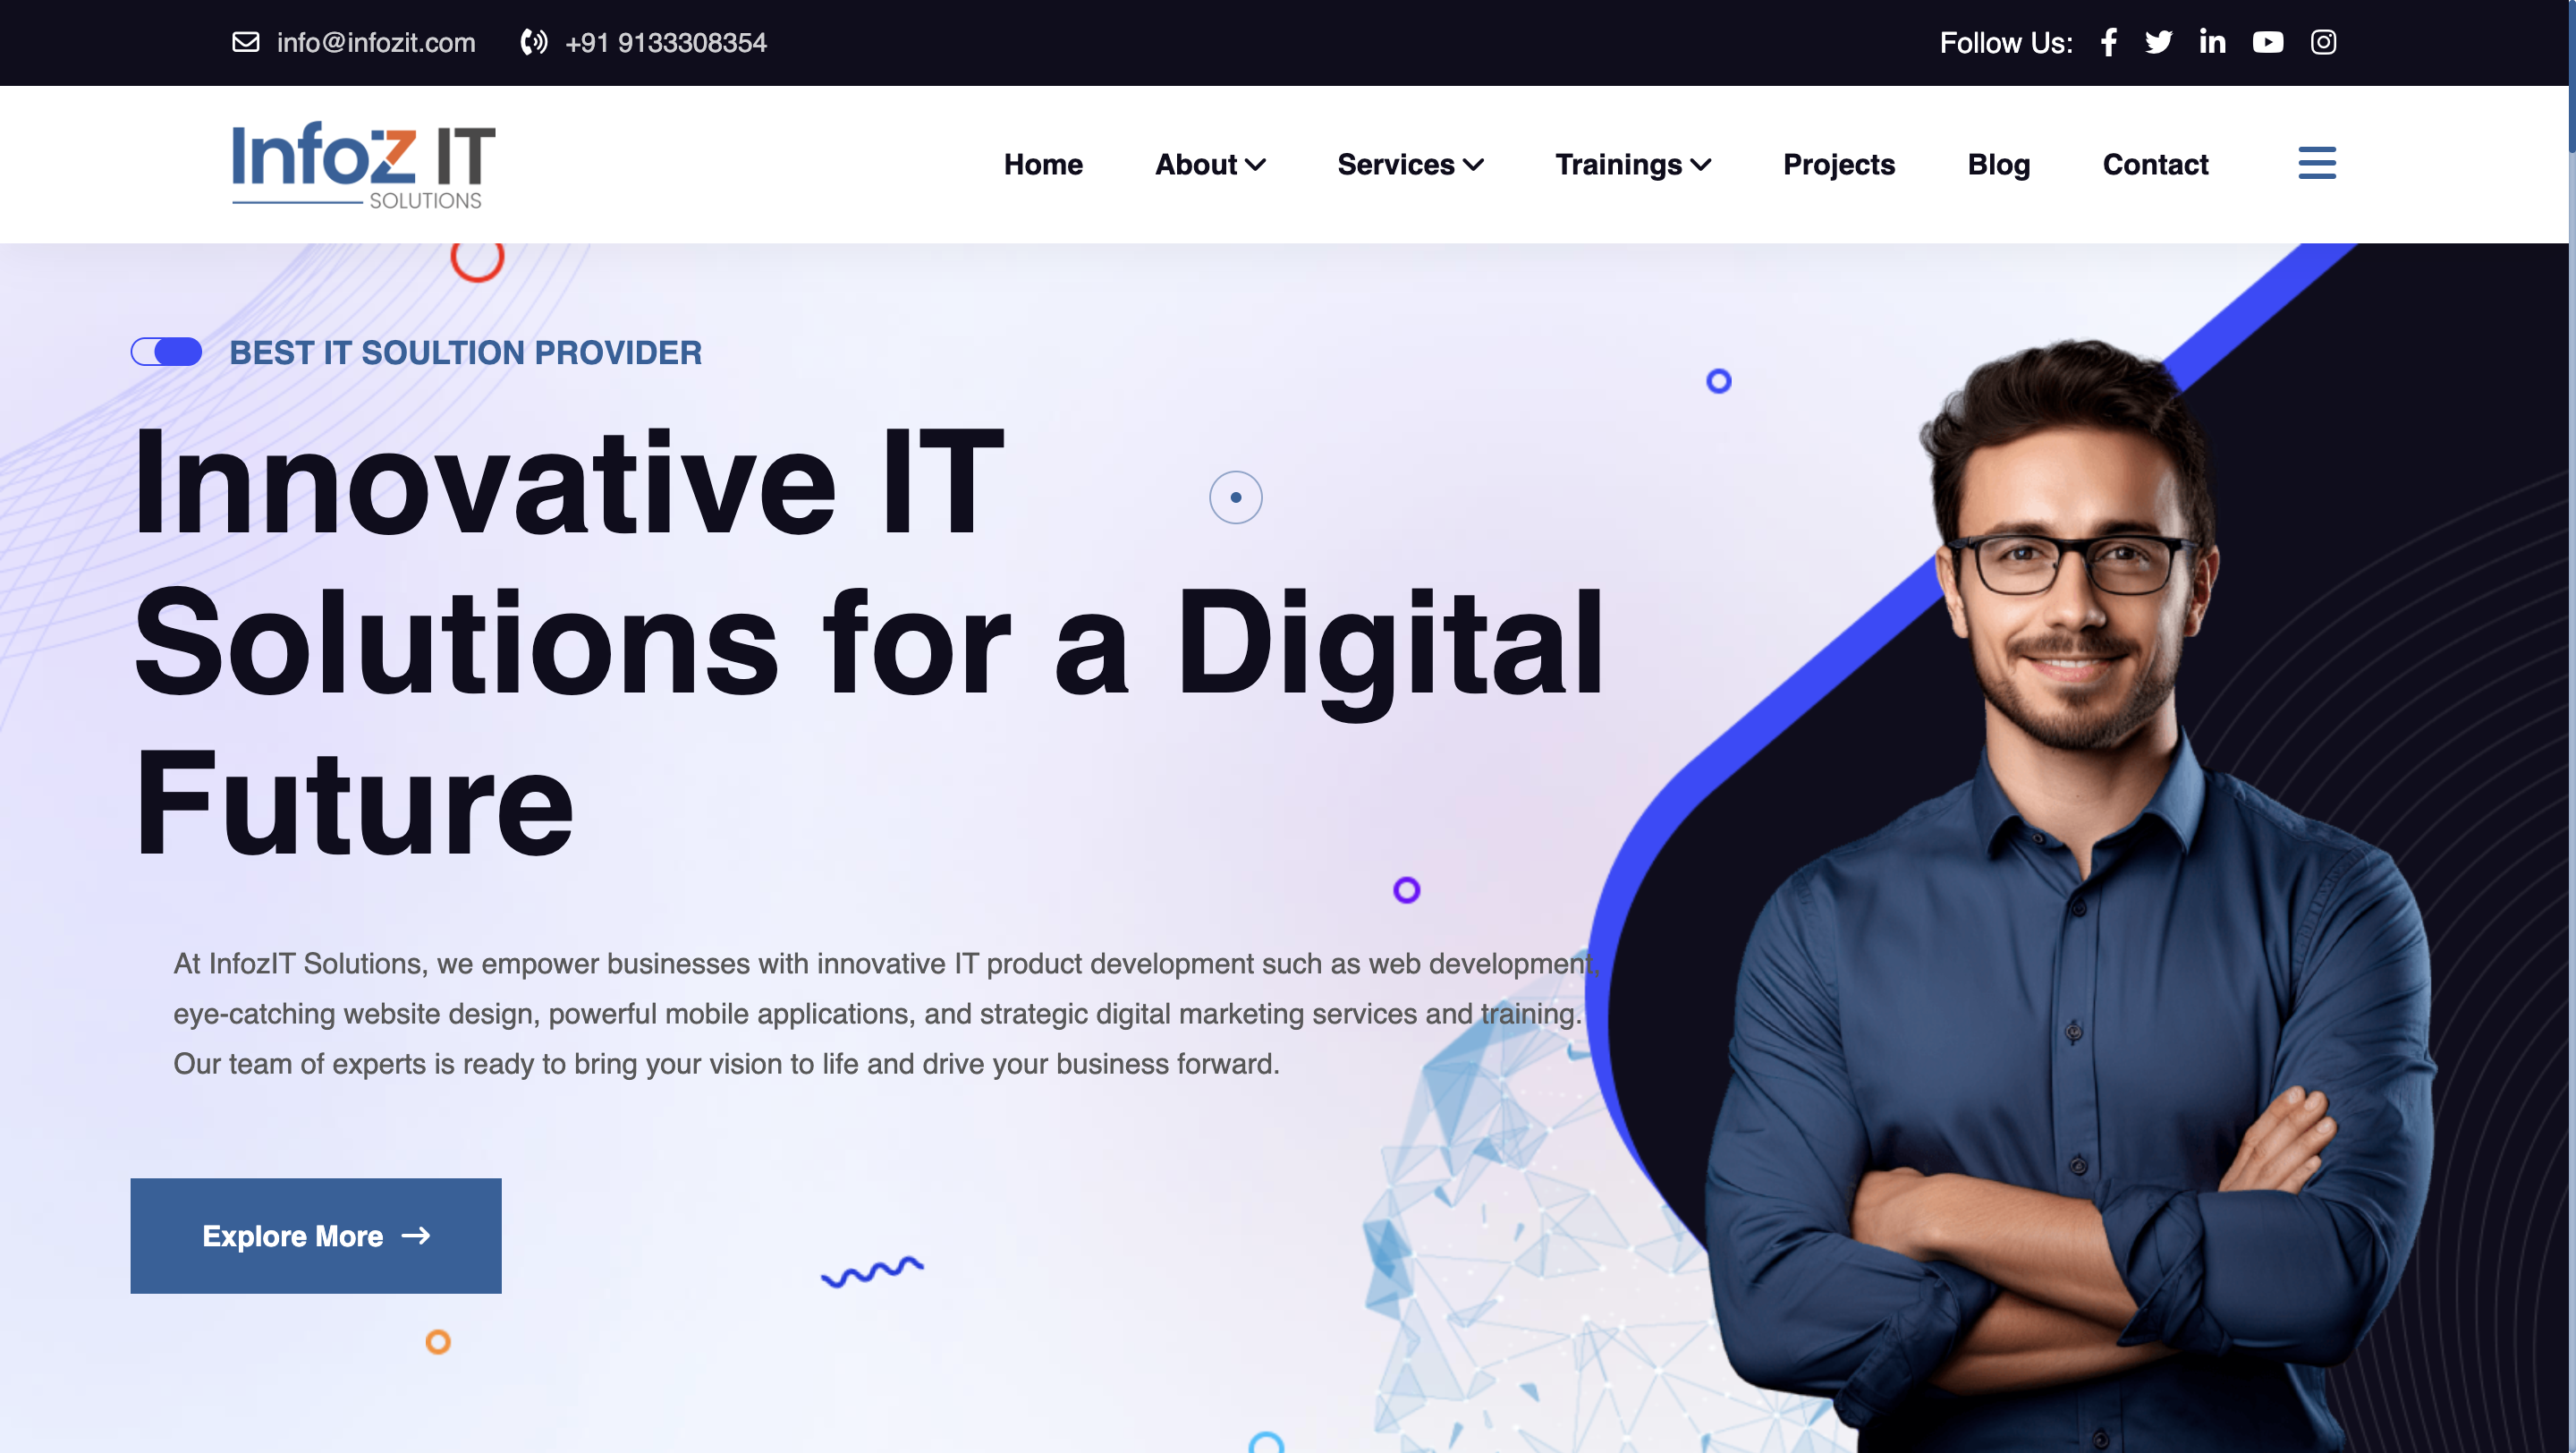 info@infozit.com +91 9133308354 Follow Us:
InfoZ IT
SOLUTIONS
Home About Services Trainings Projects Blog Contact
BEST IT SOULTION PROVIDER
Innovative IT
Solutions for a Digital
Future
At InfozIT Solutions, we empower businesses with innovative IT product development such as web development,
eye-catching website design, powerful mobile applications, and strategic digital marketing services and training.
Our team of experts is ready to bring your vision to life and drive your business forward.
Explore More